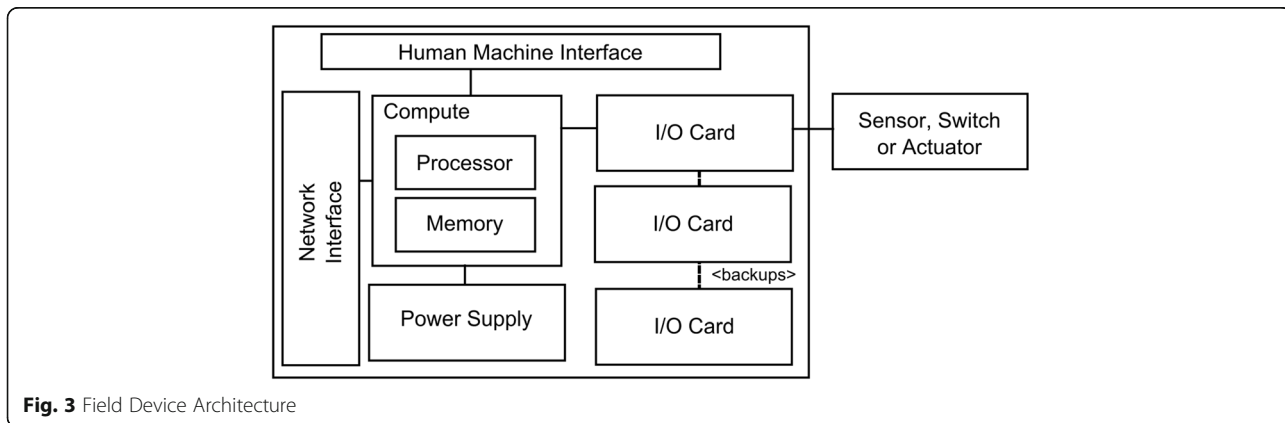 Human Machine Interface
Network
Interface
Compute
Processor
Memory
Power Supply
I/O Card
I/O Card
<backups>
I/O Card
Sensor, Switch
or Actuator
Fig. 3 Field Device Architecture